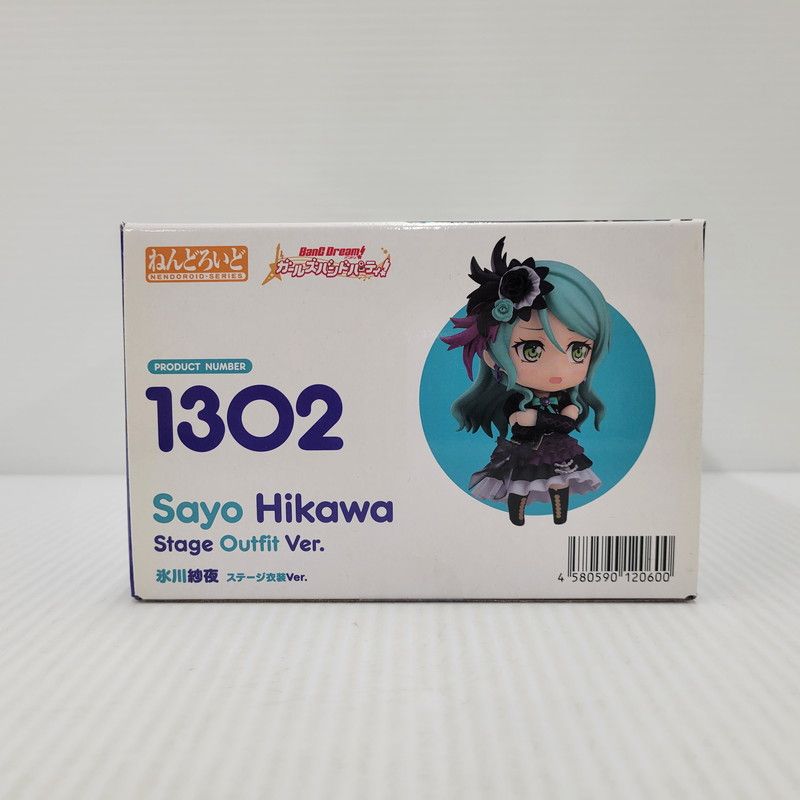 ねんどろいど
NENDOROID-SERIES
BanG Dream!
ガールズバンドパーティ!
PRODUCT NUMBER
1302
Sayo Hikawa
Stage Outfit Ver.
氷川紗夜 ステージ衣装Ver.
4 580590 120600